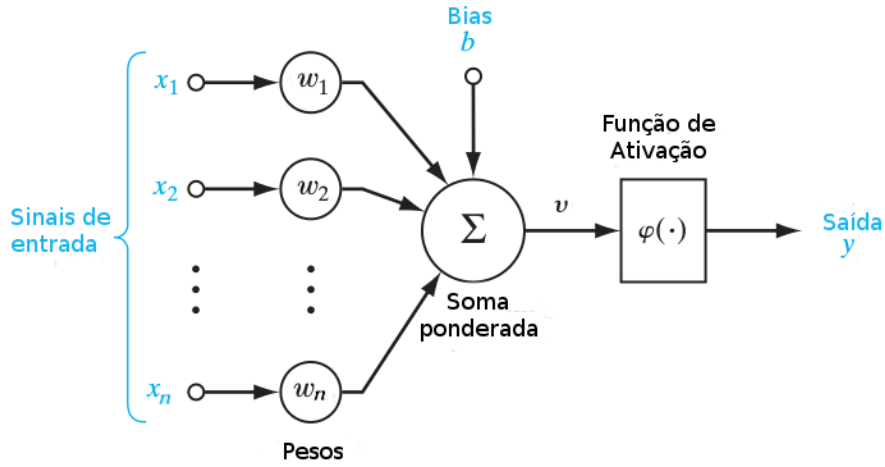 Bias
b
x₁
w₁
Função de
Ativação
x₂
w₂
Sinais de
entrada
Σ
v
φ(·)
Saída
y
Soma
ponderada
xₙ
wₙ
Pesos